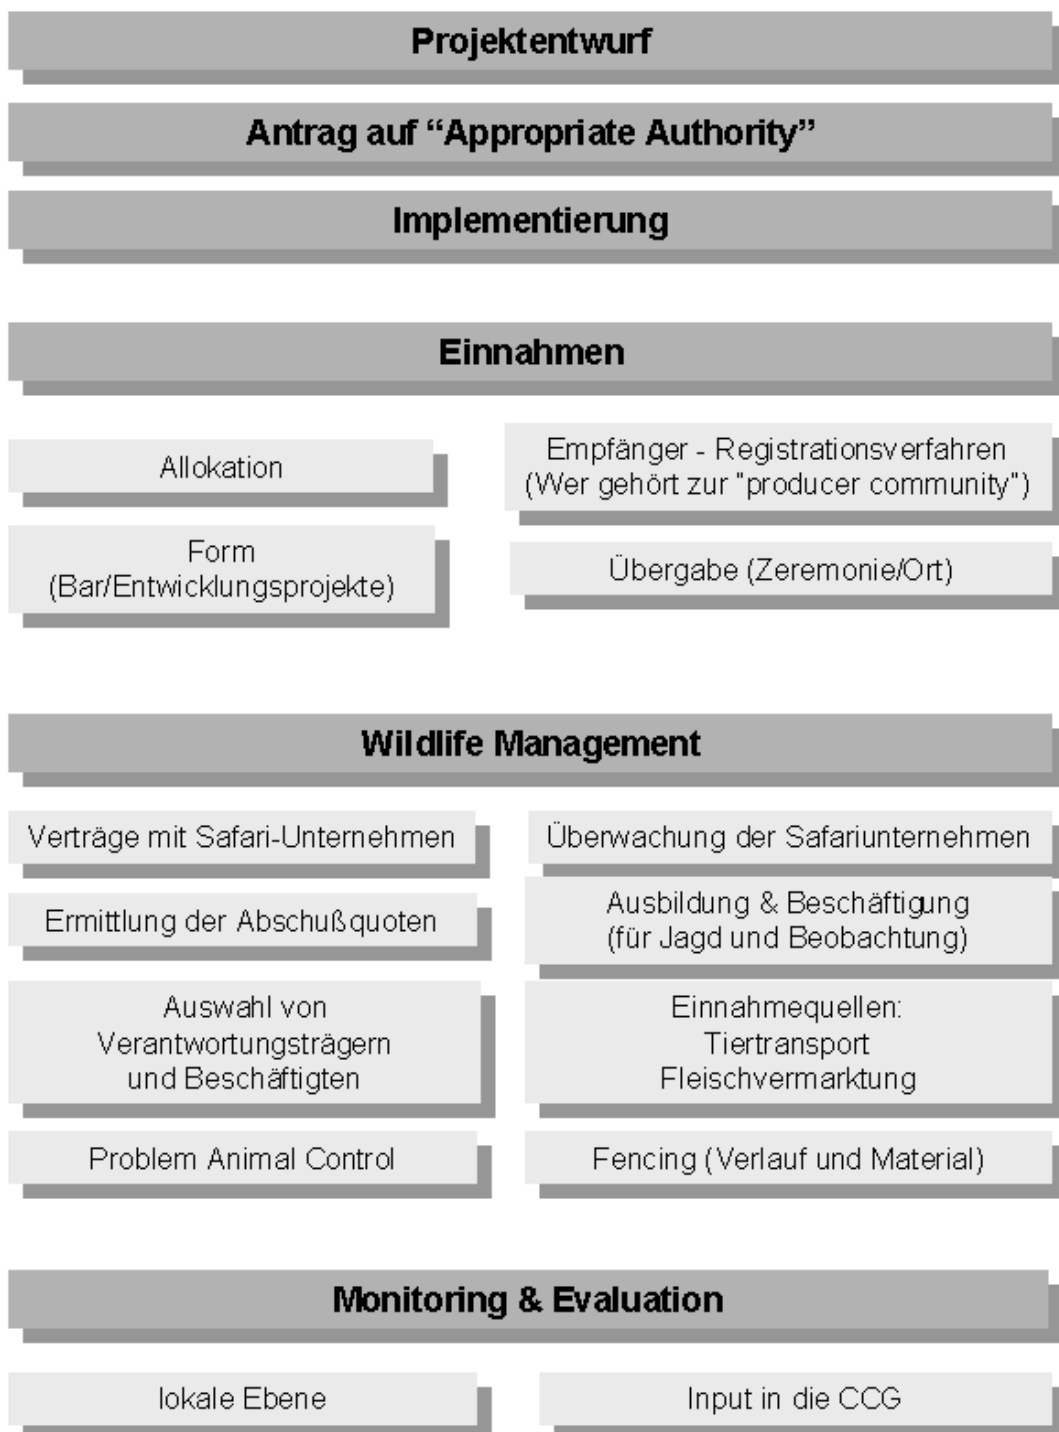 Projektentwurf
Antrag auf “Appropriate Authority”
Implementierung
Einnahmen
Allokation
Empfänger - Registrationsverfahren
(Wer gehört zur "producer community")
Form
(Bar/Entwicklungsprojekte)
Übergabe (Zeremonie/Ort)
Wildlife Management
Verträge mit Safari-Unternehmen
Überwachung der Safariunternehmen
Ermittlung der Abschußquoten
Ausbildung & Beschäftigung
(für Jagd und Beobachtung)
Auswahl von
Verantwortungsträgern
und Beschäftigten
Einnahmequellen:
Tiertransport
Fleischvermarktung
Problem Animal Control
Fencing (Verlauf und Material)
Monitoring & Evaluation
lokale Ebene
Input in die CCG